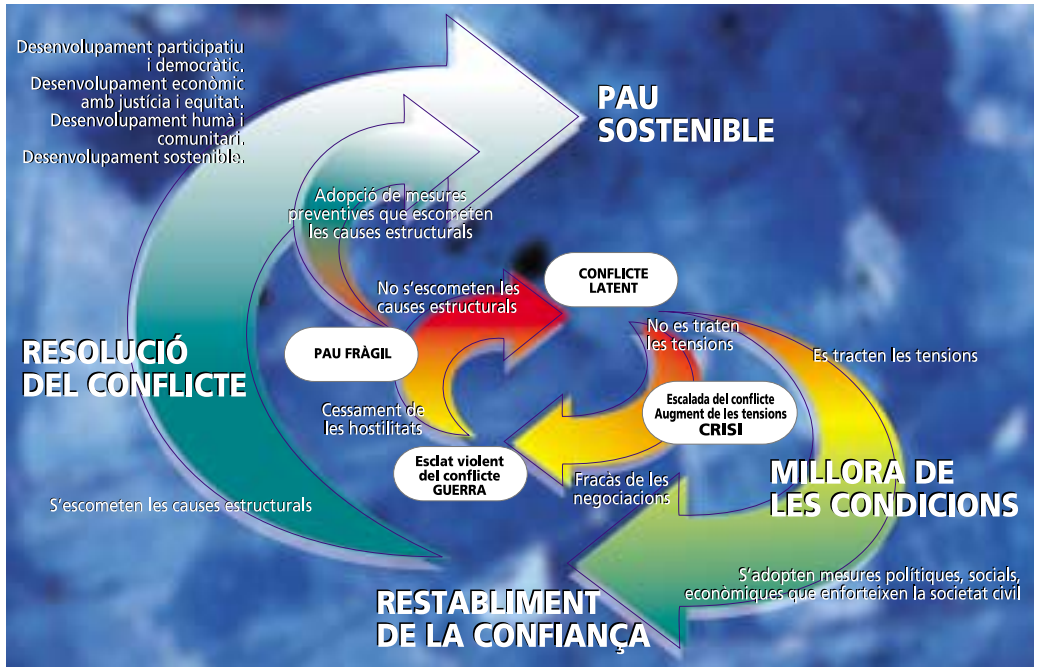 Desenvolupament participatiu
i democràtic.
Desenvolupament econòmic
amb justícia i equitat.
Desenvolupament humà i
comunitari.
Desenvolupament sostenible.
PAU
SOSTENIBLE
Adopció de mesures
preventives que escometen
les causes estructurals
No s'escometen les
causes estructurals
CONFLICTE
LATENT
No es traten
les tensions
Es tracten les tensions
RESOLUCIÓ
DEL CONFLICTE
PAU FRÀGIL
Cessament de
les hostilitats
Escalada del conflicte
Augment de les tensions
CRISI
Esclat violent
del conflicte
GUERRA
Fracàs de les
negociacions
MILLORA DE
LES CONDICIONS
S'escometen les causes estructurals
S'adopten mesures polítiques, socials,
econòmiques que enforteixen la societat civil
RESTABLIMENT
DE LA CONFIANÇA